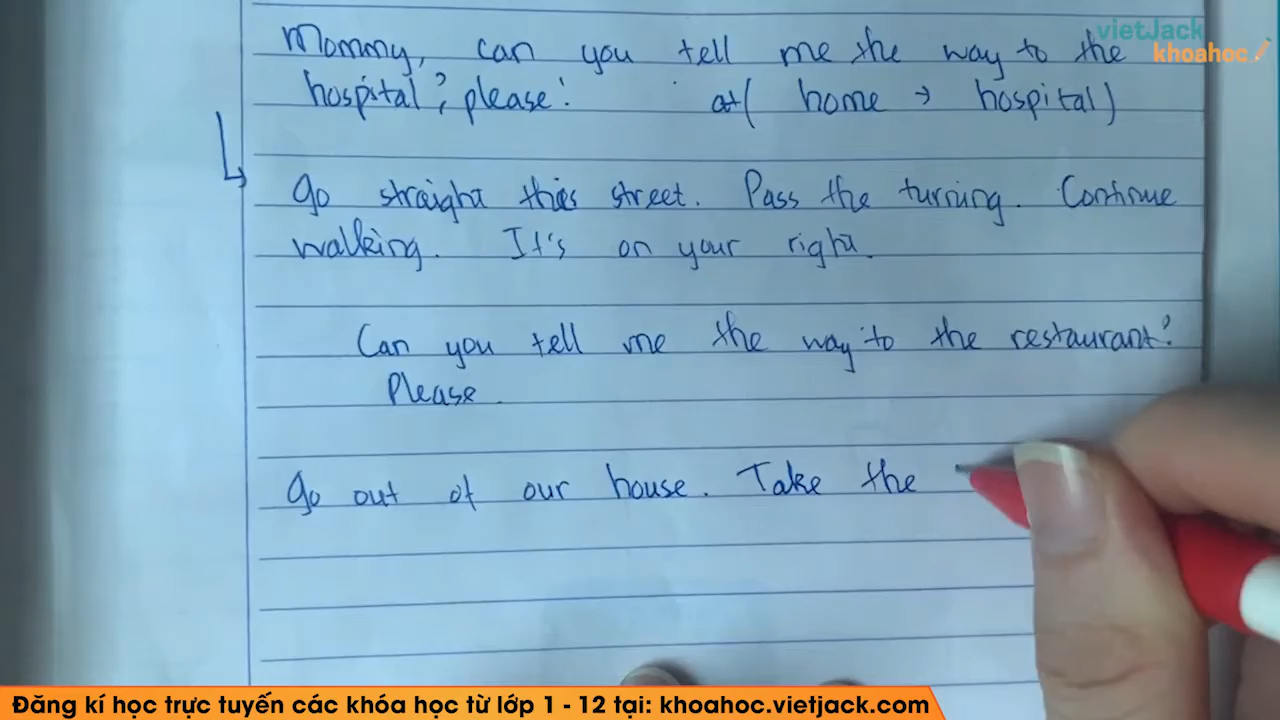 vietJack
khoahoc
Mommy, can you tell me the way to the
hospital?, please!
at( home → hospital)
Go straight this street. Pass the turning. Continue
walking. It's on your right.
Can you tell me the way to the restaurant?
Please.
Go out of our house. Take the
Đăng kí học trực tuyến các khóa học từ lớp 1 - 12 tại: khoahoc.vietjack.com